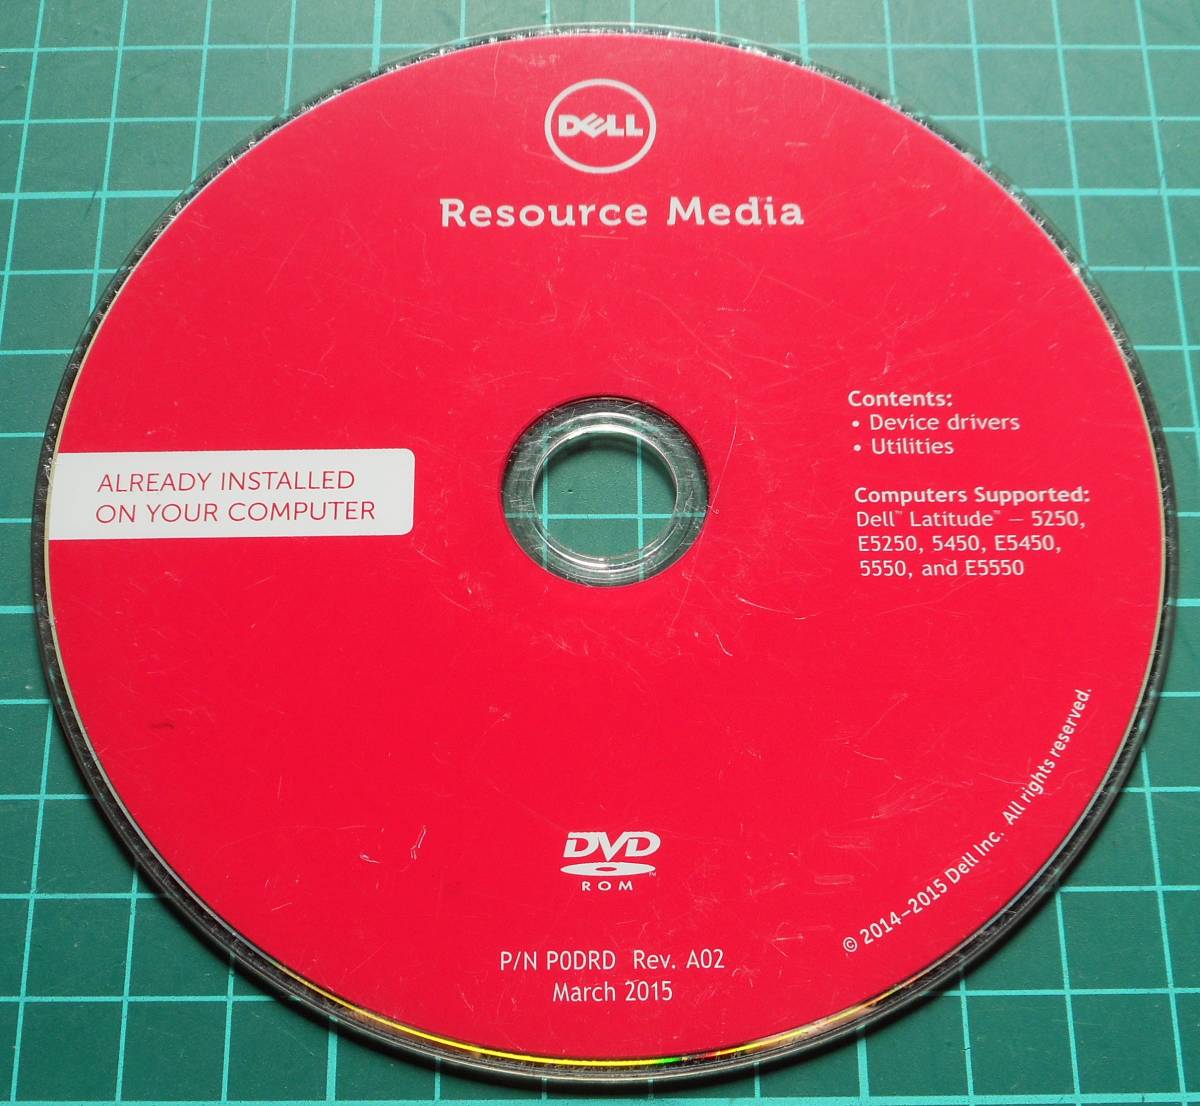 DELL
Resource Media
Contents:
• Device drivers
• Utilities
ALREADY INSTALLED
ON YOUR COMPUTER
Computers Supported:
Dell™ Latitude™ – 5250,
E5250, 5450, E5450,
5550, and E5550
DVD
ROM
™
© 2014–2015 Dell Inc. All rights reserved.
P/N P0DRD Rev. A02
March 2015